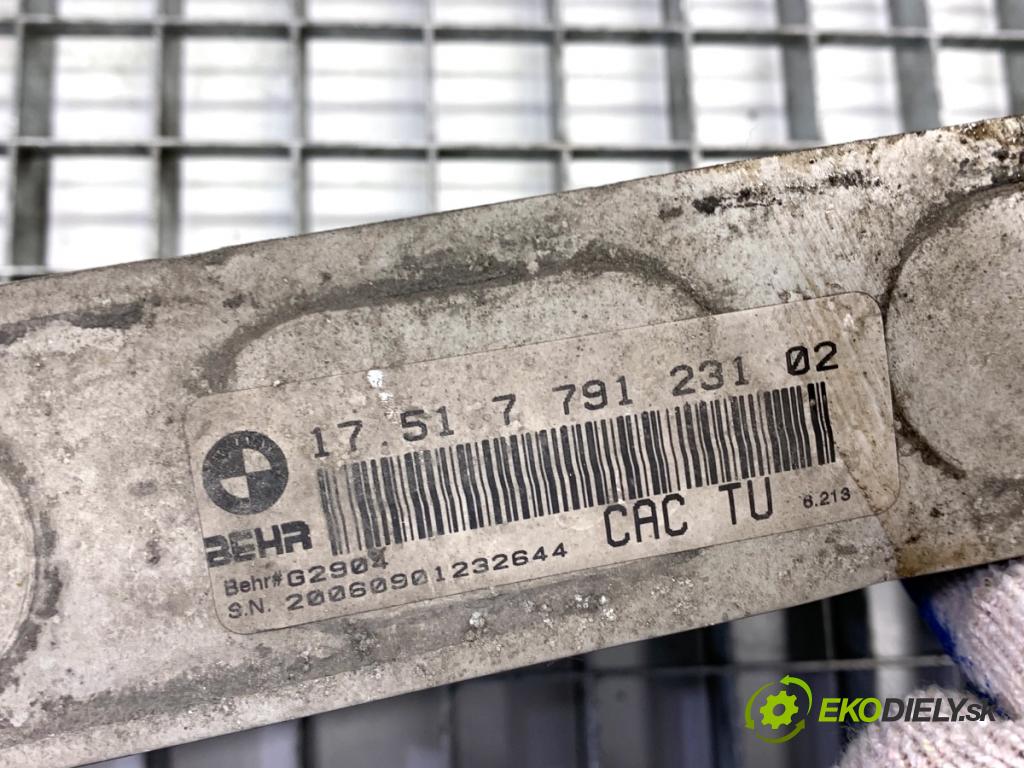 17.51 7 791 231 02
BEHR
CAC TU 6.213
Behr# G2904
S.N. 20060901232644
EKODIELY.sk